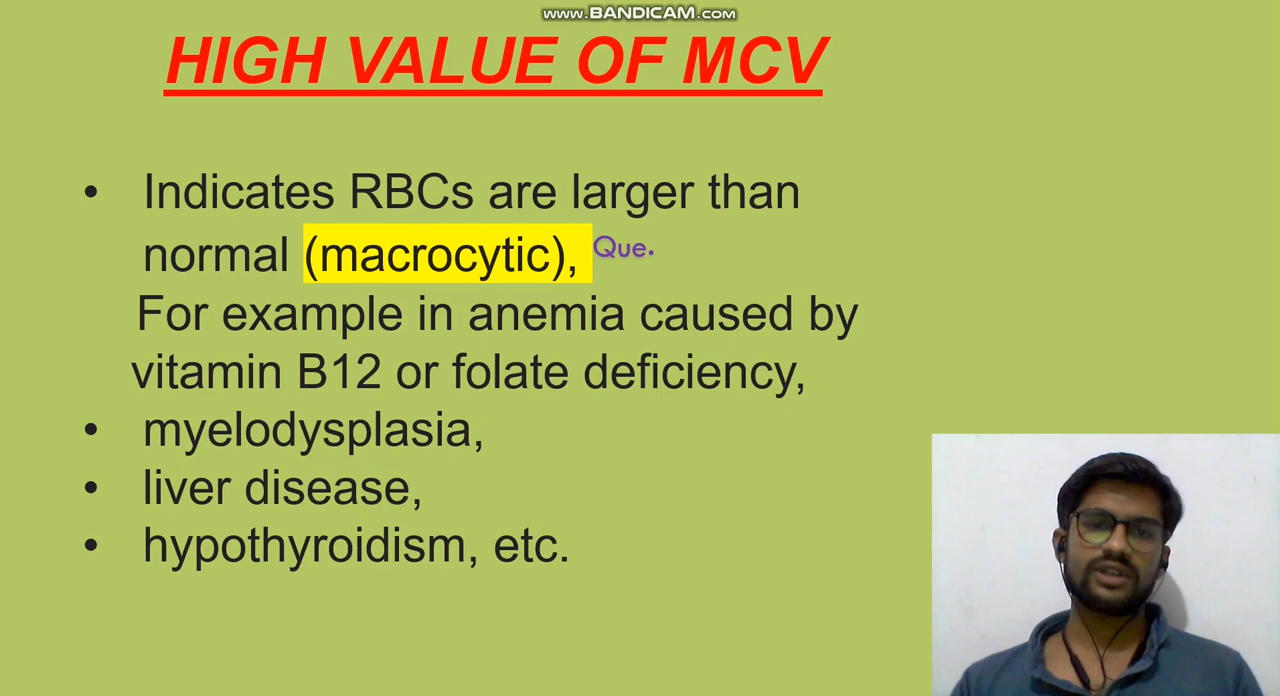 www.BANDICAM.com
HIGH VALUE OF MCV
• Indicates RBCs are larger than
normal (macrocytic), Que.
For example in anemia caused by
vitamin B12 or folate deficiency,
• myelodysplasia,
• liver disease,
• hypothyroidism, etc.